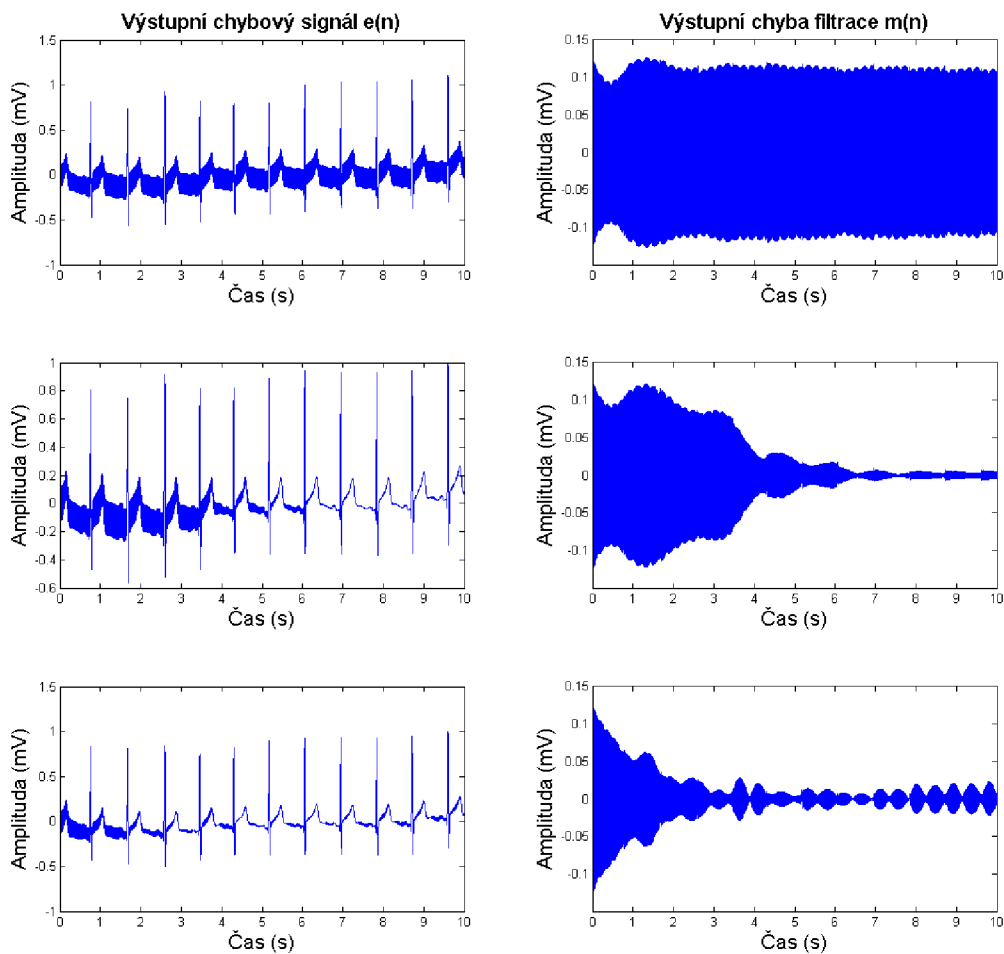 Výstupní chybový signál e(n)
Výstupní chyba filtrace m(n)
Amplituda (mV)
1.5
1
0.5
0
-0.5
-1
0 1 2 3 4 5 6 7 8 9 10
Čas (s)
Amplituda (mV)
0.15
0.1
0.05
0
-0.05
-0.1
0 1 2 3 4 5 6 7 8 9 10
Čas (s)
Amplituda (mV)
1
0.8
0.6
0.4
0.2
0
-0.2
-0.4
0.6
0 1 2 3 4 5 6 7 8 9 10
Čas (s)
Amplituda (mV)
0.15
0.1
0.05
0
-0.05
-0.1
0 1 2 3 4 5 6 7 8 9 10
Čas (s)
Amplituda (mV)
1.5
1
0.5
0
-0.5
-1
0 1 2 3 4 5 6 7 8 9 10
Čas (s)
Amplituda (mV)
0.15
0.1
0.05
0
-0.05
-0.1
0 1 2 3 4 5 6 7 8 9 10
Čas (s)